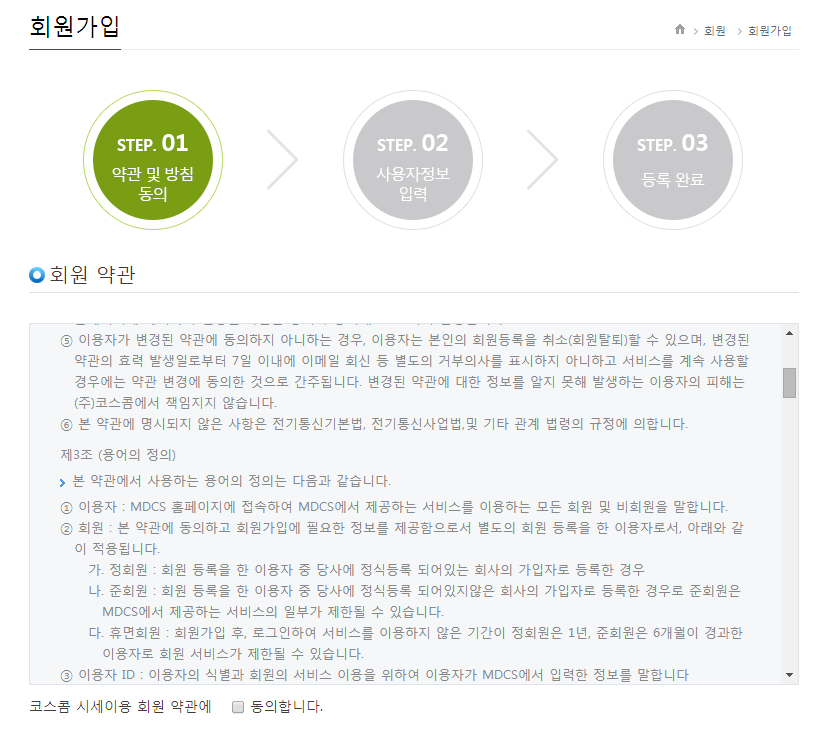 회원가입
회원 > 회원가입
STEP. 01
약관 및 방침
동의
STEP. 02
사용자정보
입력
STEP. 03
등록 완료
회원 약관
⑤ 이용자가 변경된 약관에 동의하지 아니하는 경우, 이용자는 본인의 회원등록을 취소(회원탈퇴)할 수 있으며, 변경된
약관의 효력 발생일로부터 7일 이내에 이메일 회신 등 별도의 거부의사를 표시하지 아니하고 서비스를 계속 사용할
경우에는 약관 변경에 동의한 것으로 간주됩니다. 변경된 약관에 대한 정보를 알지 못해 발생하는 이용자의 피해는
(주)코스콤에서 책임지지 않습니다.
⑥ 본 약관에 명시되지 않은 사항은 전기통신기본법, 전기통신사업법,및 기타 관계 법령의 규정에 의합니다.
제3조 (용어의 정의)
본 약관에서 사용하는 용어의 정의는 다음과 같습니다.
① 이용자 : MDCS 홈페이지에 접속하여 MDCS에서 제공하는 서비스를 이용하는 모든 회원 및 비회원을 말합니다.
② 회원 : 본 약관에 동의하고 회원가입에 필요한 정보를 제공함으로서 별도의 회원 등록을 한 이용자로서, 아래와 같
이 적용됩니다.
가. 정회원 : 회원 등록을 한 이용자 중 당사에 정식등록 되어있는 회사의 가입자로 등록한 경우
나. 준회원 : 회원 등록을 한 이용자 중 당사에 정식등록 되어있지않은 회사의 가입자로 등록한 경우로 준회원은
MDCS에서 제공하는 서비스의 일부가 제한될 수 있습니다.
다. 휴면회원 : 회원가입 후, 로그인하여 서비스를 이용하지 않은 기간이 정회원은 1년, 준회원은 6개월이 경과한
이용자로 회원 서비스가 제한될 수 있습니다.
③ 이용자 ID : 이용자의 식별과 회원의 서비스 이용을 위하여 이용자가 MDCS에서 입력한 정보를 말합니다
코스콤 시세이용 회원 약관에 동의합니다.